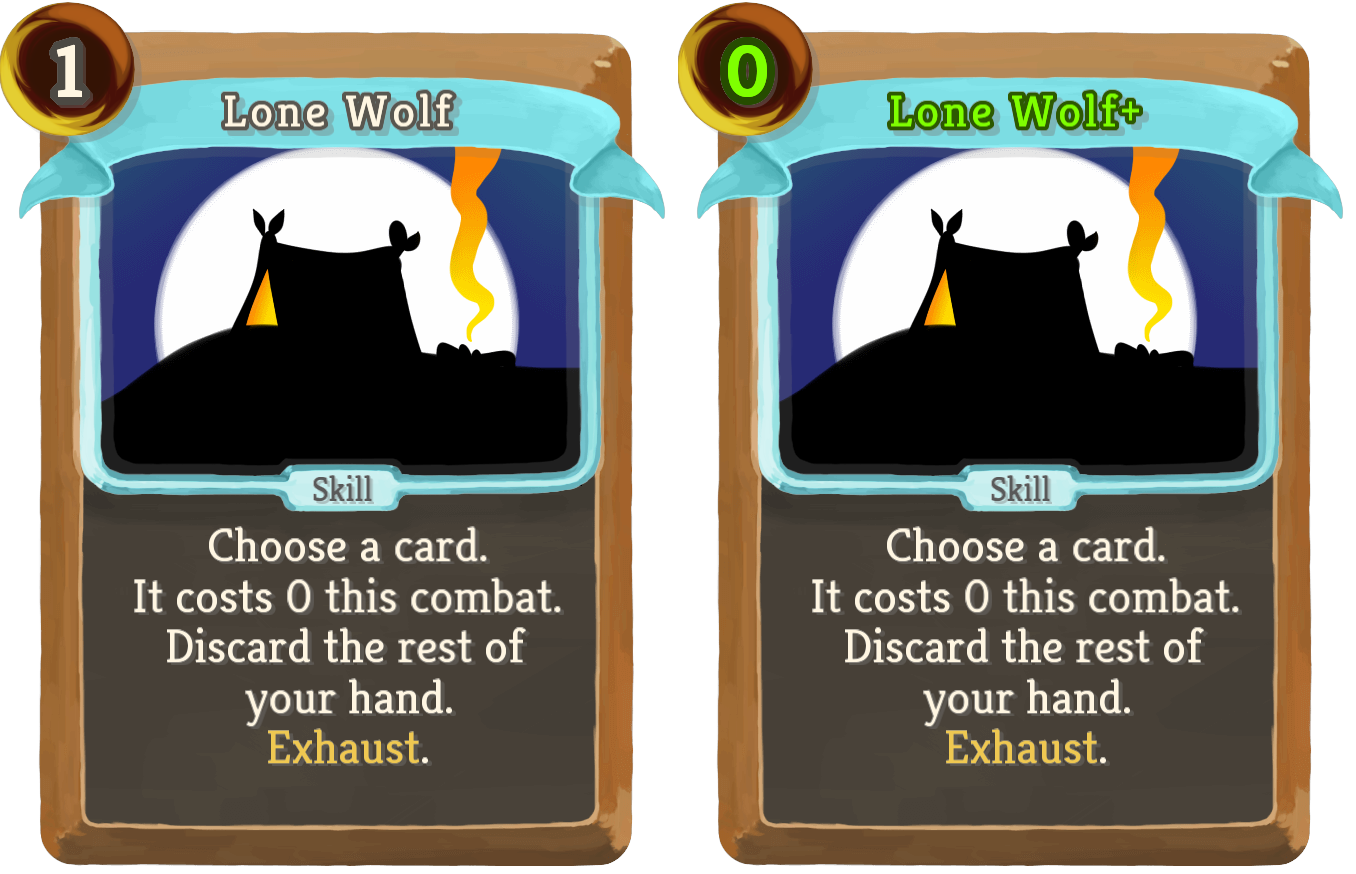 1
Lone Wolf
Skill
Choose a card.
It costs 0 this combat.
Discard the rest of
your hand.
Exhaust.
0
Lone Wolf+
Skill
Choose a card.
It costs 0 this combat.
Discard the rest of
your hand.
Exhaust.